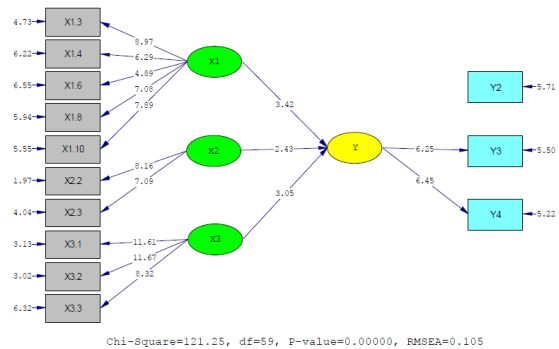 4.73 X1.3
8.97
6.22 X1.4
6.29
X1
6.55 X1.6
4.89
Y2 5.71
7.08
5.94 X1.8
7.89
3.42
5.55 X1.10
X2 2.43 Y 6.25 Y3 5.50
8.16
1.97 X2.2
6.45
7.09
3.05
4.04 X2.3
Y4 5.22
3.13 X3.1
11.61
X3
11.67
3.02 X3.2
8.32
6.32 X3.3
Chi-Square=121.25, df=59, P-value=0.00000, RMSEA=0.105